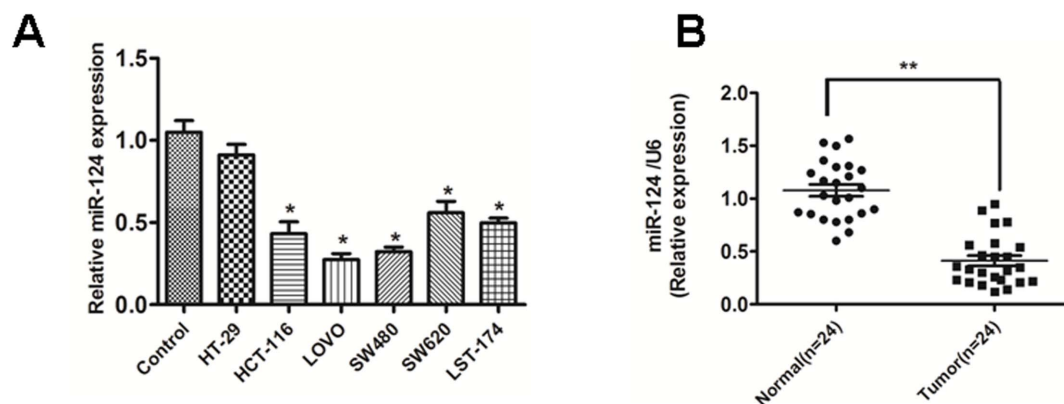 A
Relative miR-124 expression
1.5
1.0
0.5
0.0
*
*
*
*
*
Control
HT-29
HCT-116
LOVO
SW480
SW620
LST-174
B
miR-124 /U6
(Relative expression)
2.0
1.5
1.0
0.5
0.0
**
Normal(n=24)
Tumor(n=24)